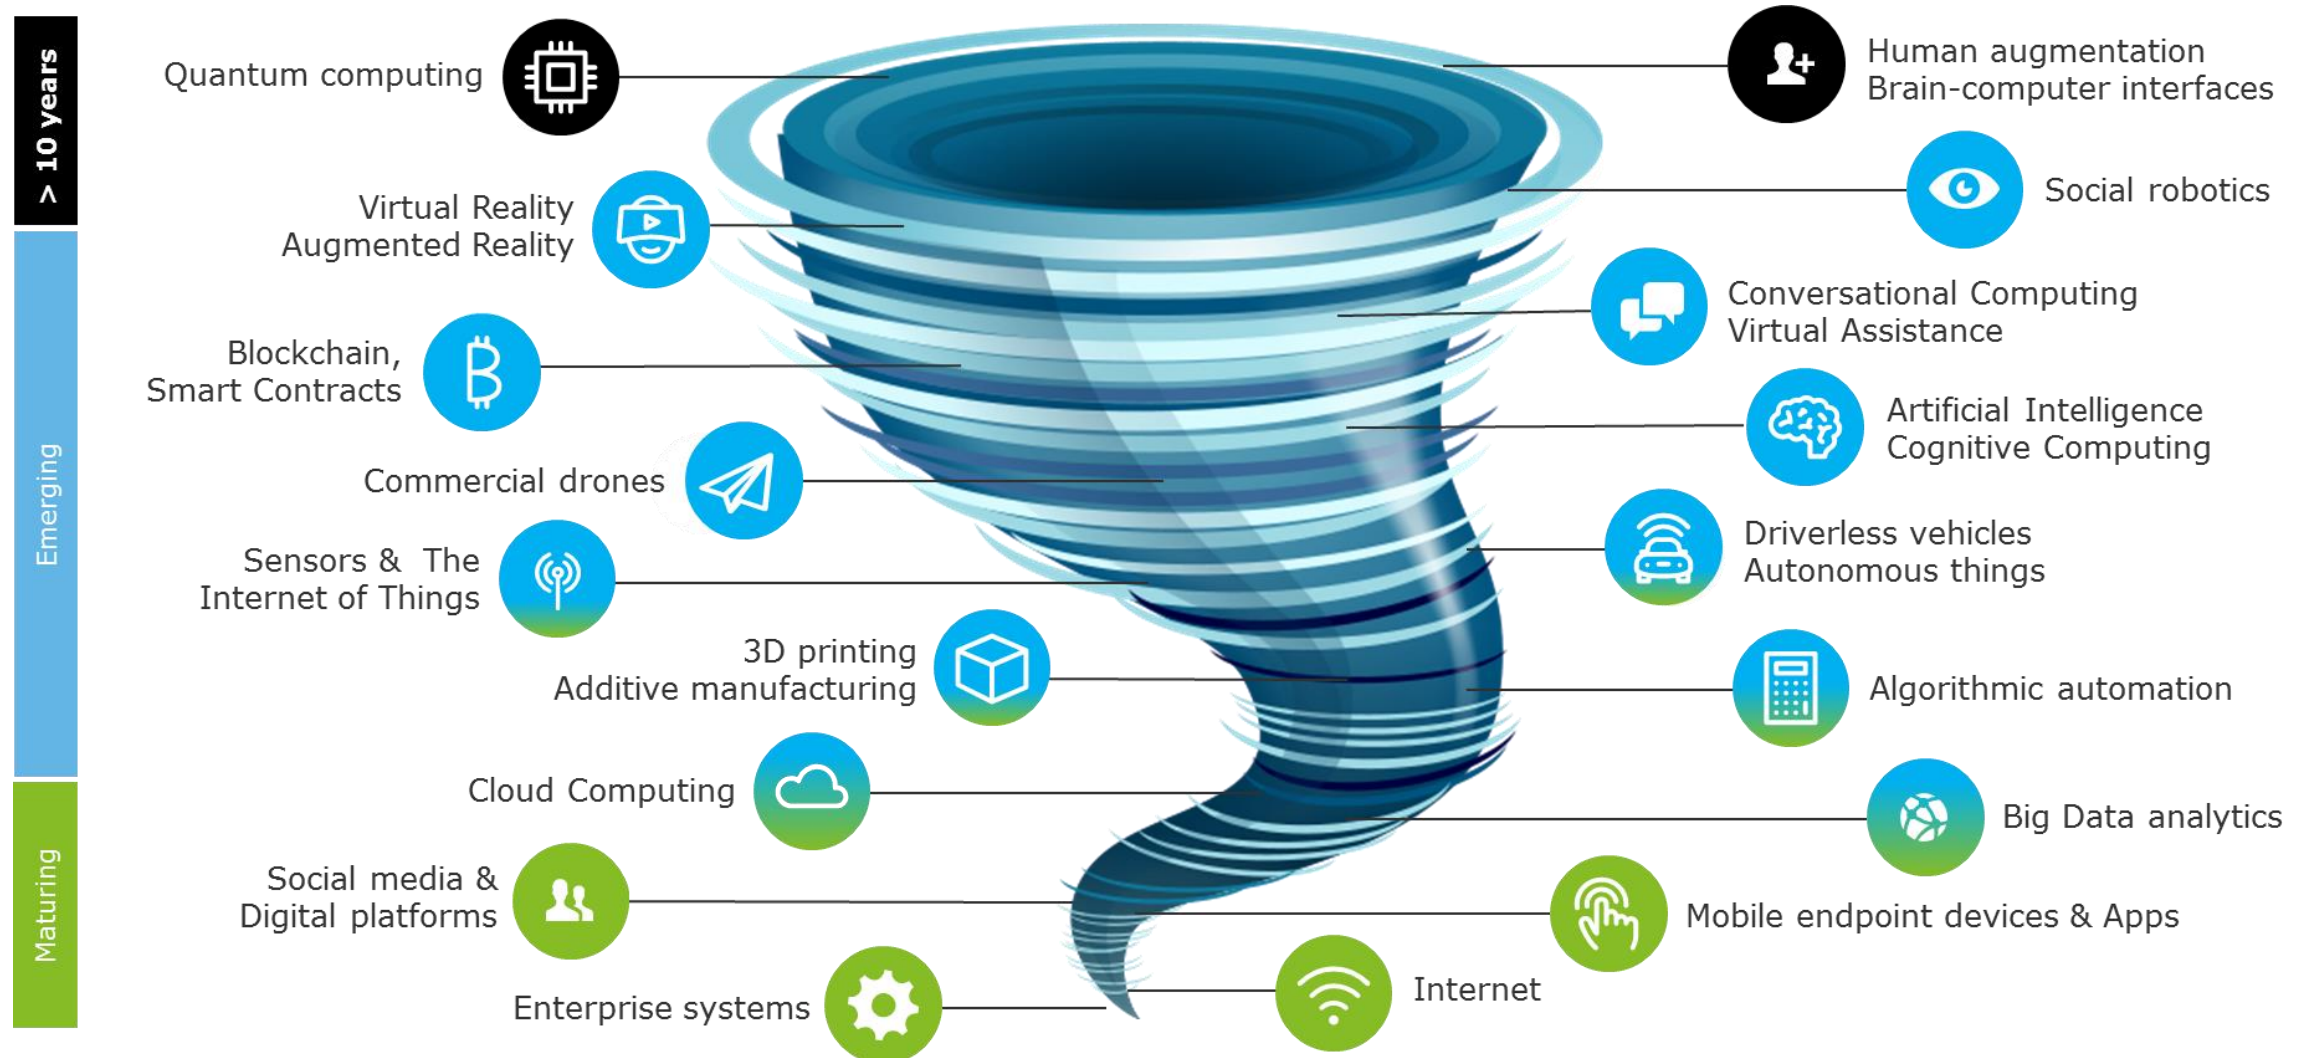 > 10 years
Emerging
Maturing
Quantum computing
Human augmentation
Brain-computer interfaces
Social robotics
Virtual Reality
Augmented Reality
Conversational Computing
Virtual Assistance
Blockchain,
Smart Contracts
Artificial Intelligence
Cognitive Computing
Commercial drones
Driverless vehicles
Autonomous things
Sensors & The
Internet of Things
3D printing
Additive manufacturing
Algorithmic automation
Cloud Computing
Big Data analytics
Social media &
Digital platforms
Mobile endpoint devices & Apps
Internet
Enterprise systems